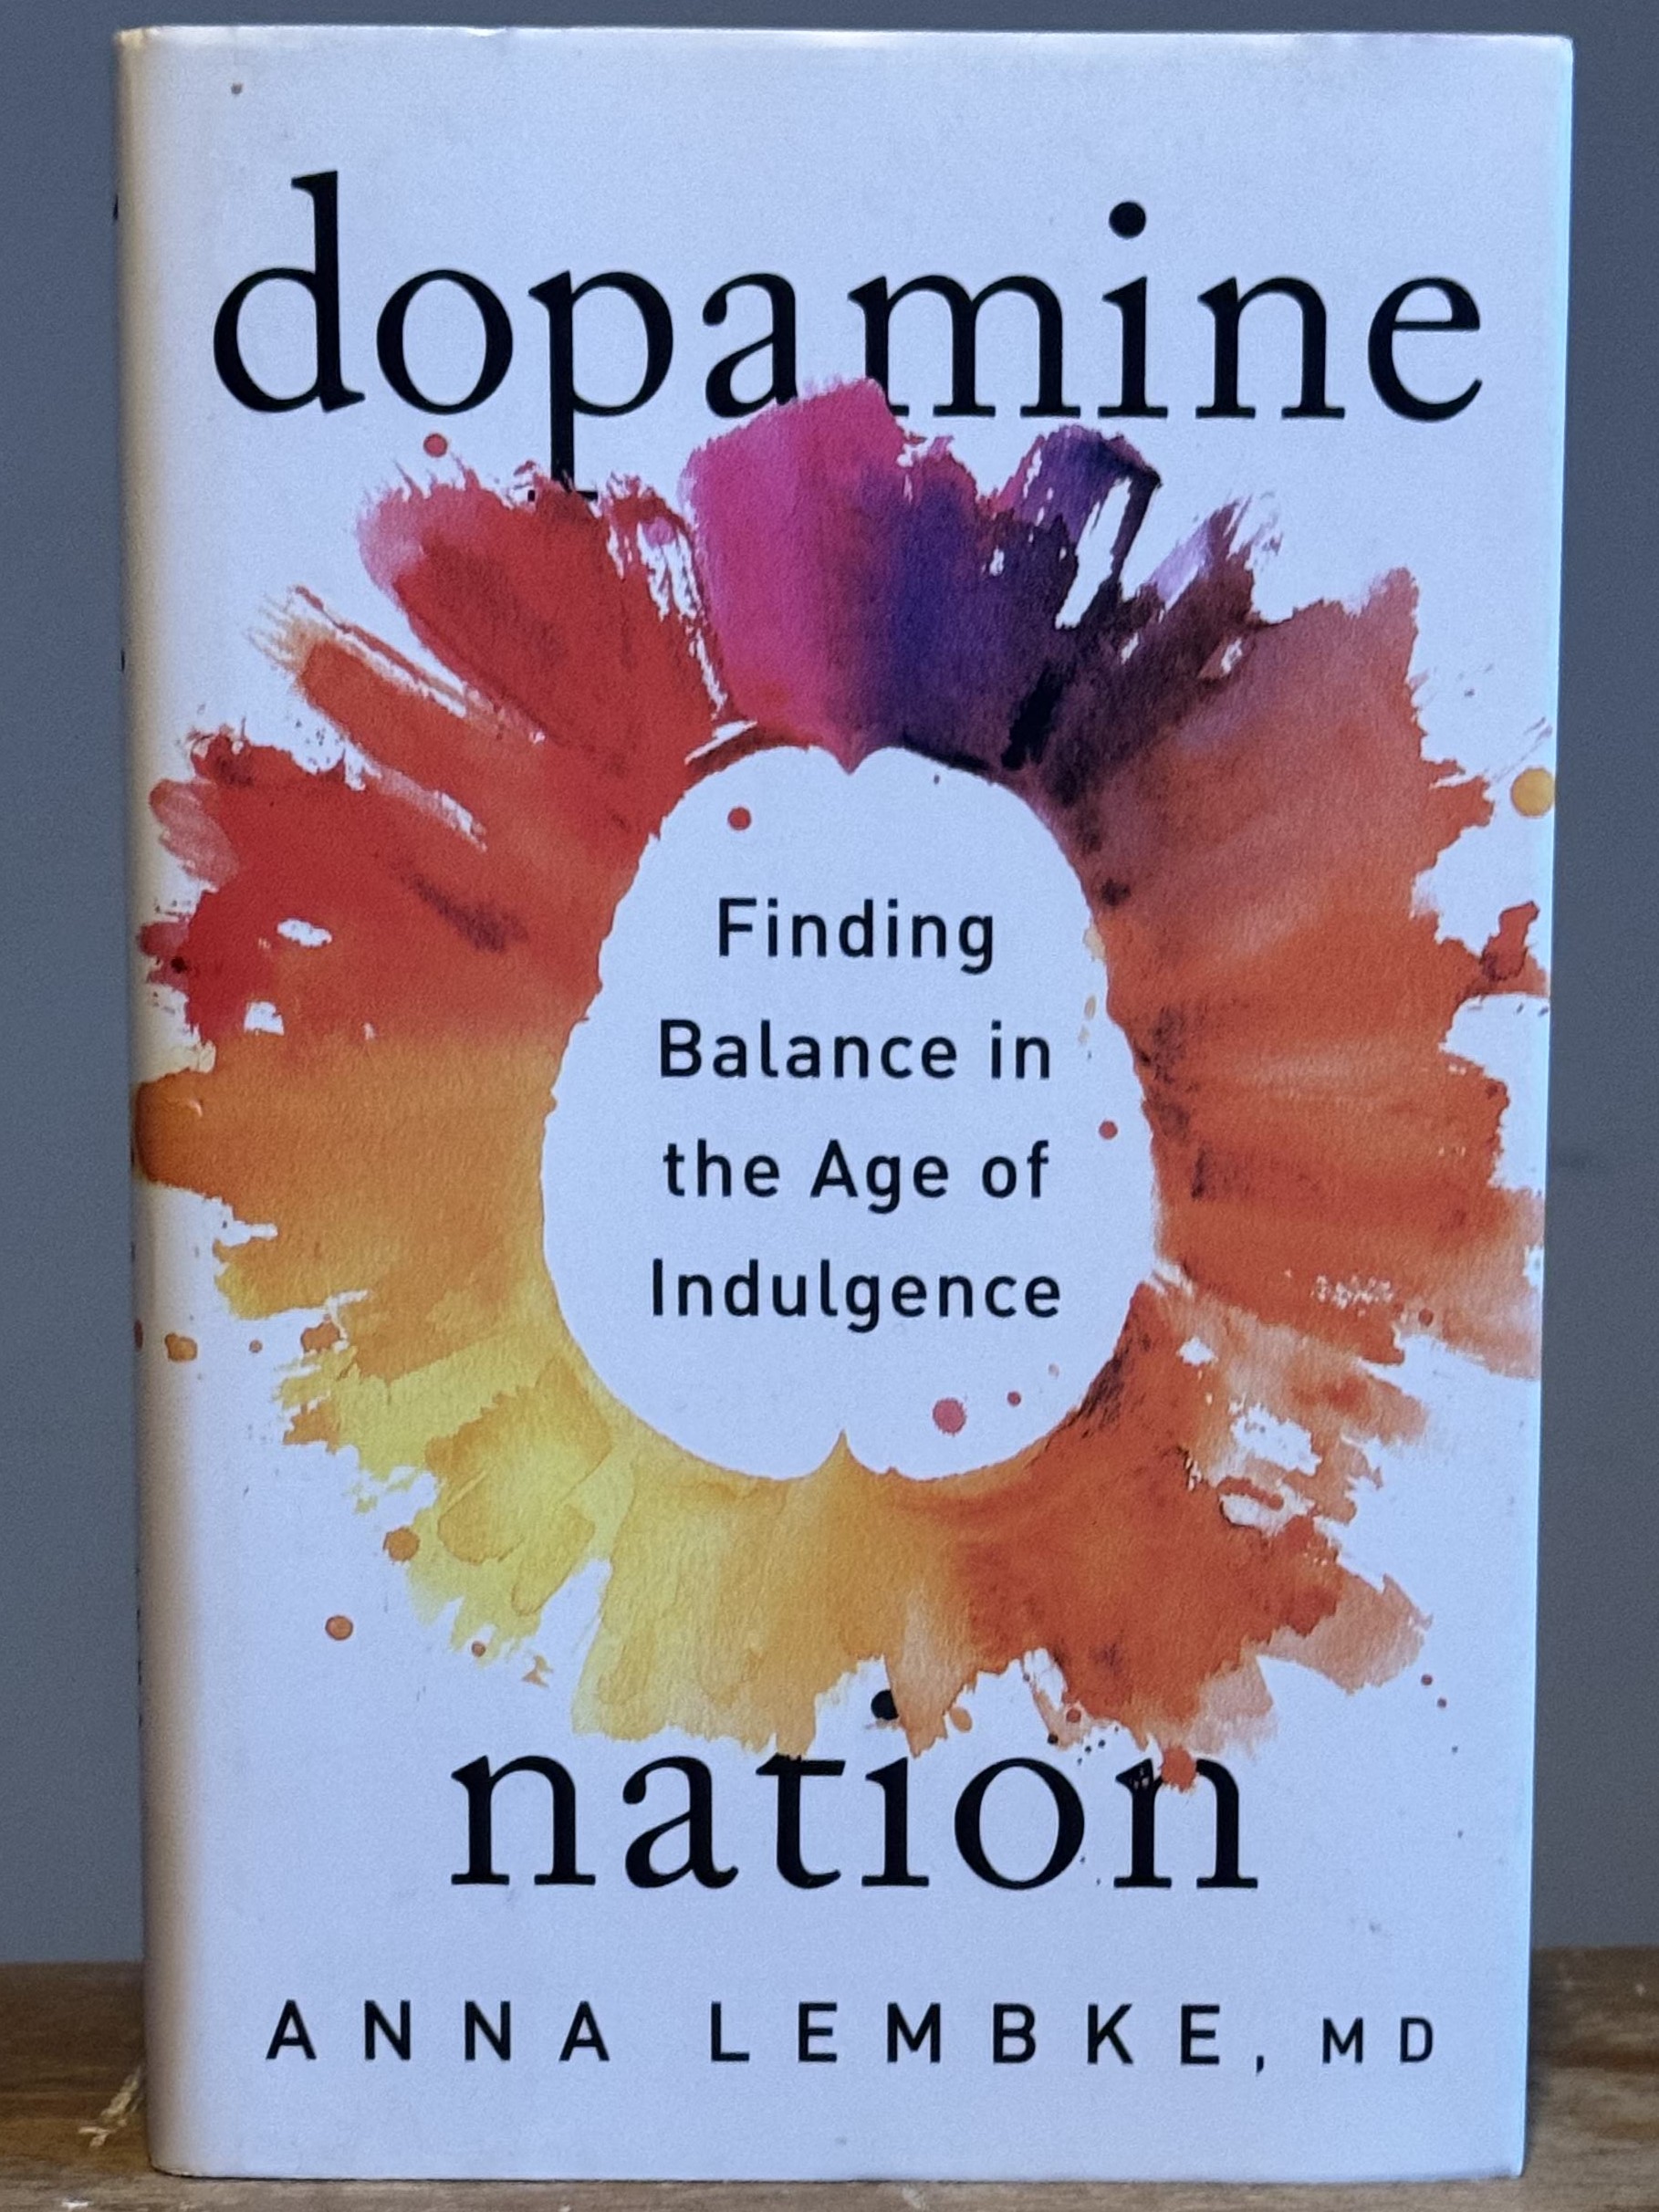 dopamine
Finding
Balance in
the Age of
Indulgence
nation
ANNA LEMBKE, MD